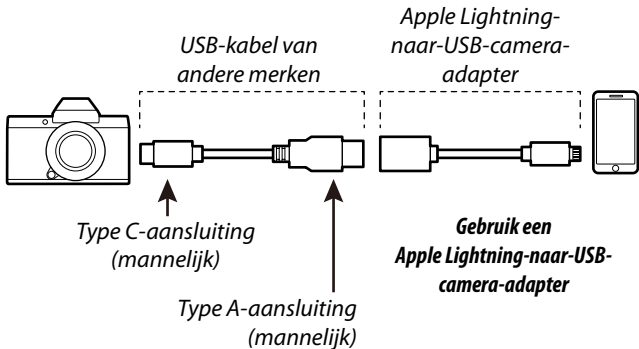 USB-kabel van
andere merken
Apple Lightning-
naar-USB-camera-
adapter
Type C-aansluiting
(mannelijk)
Type A-aansluiting
(mannelijk)
Gebruik een
Apple Lightning-naar-USB-
camera-adapter